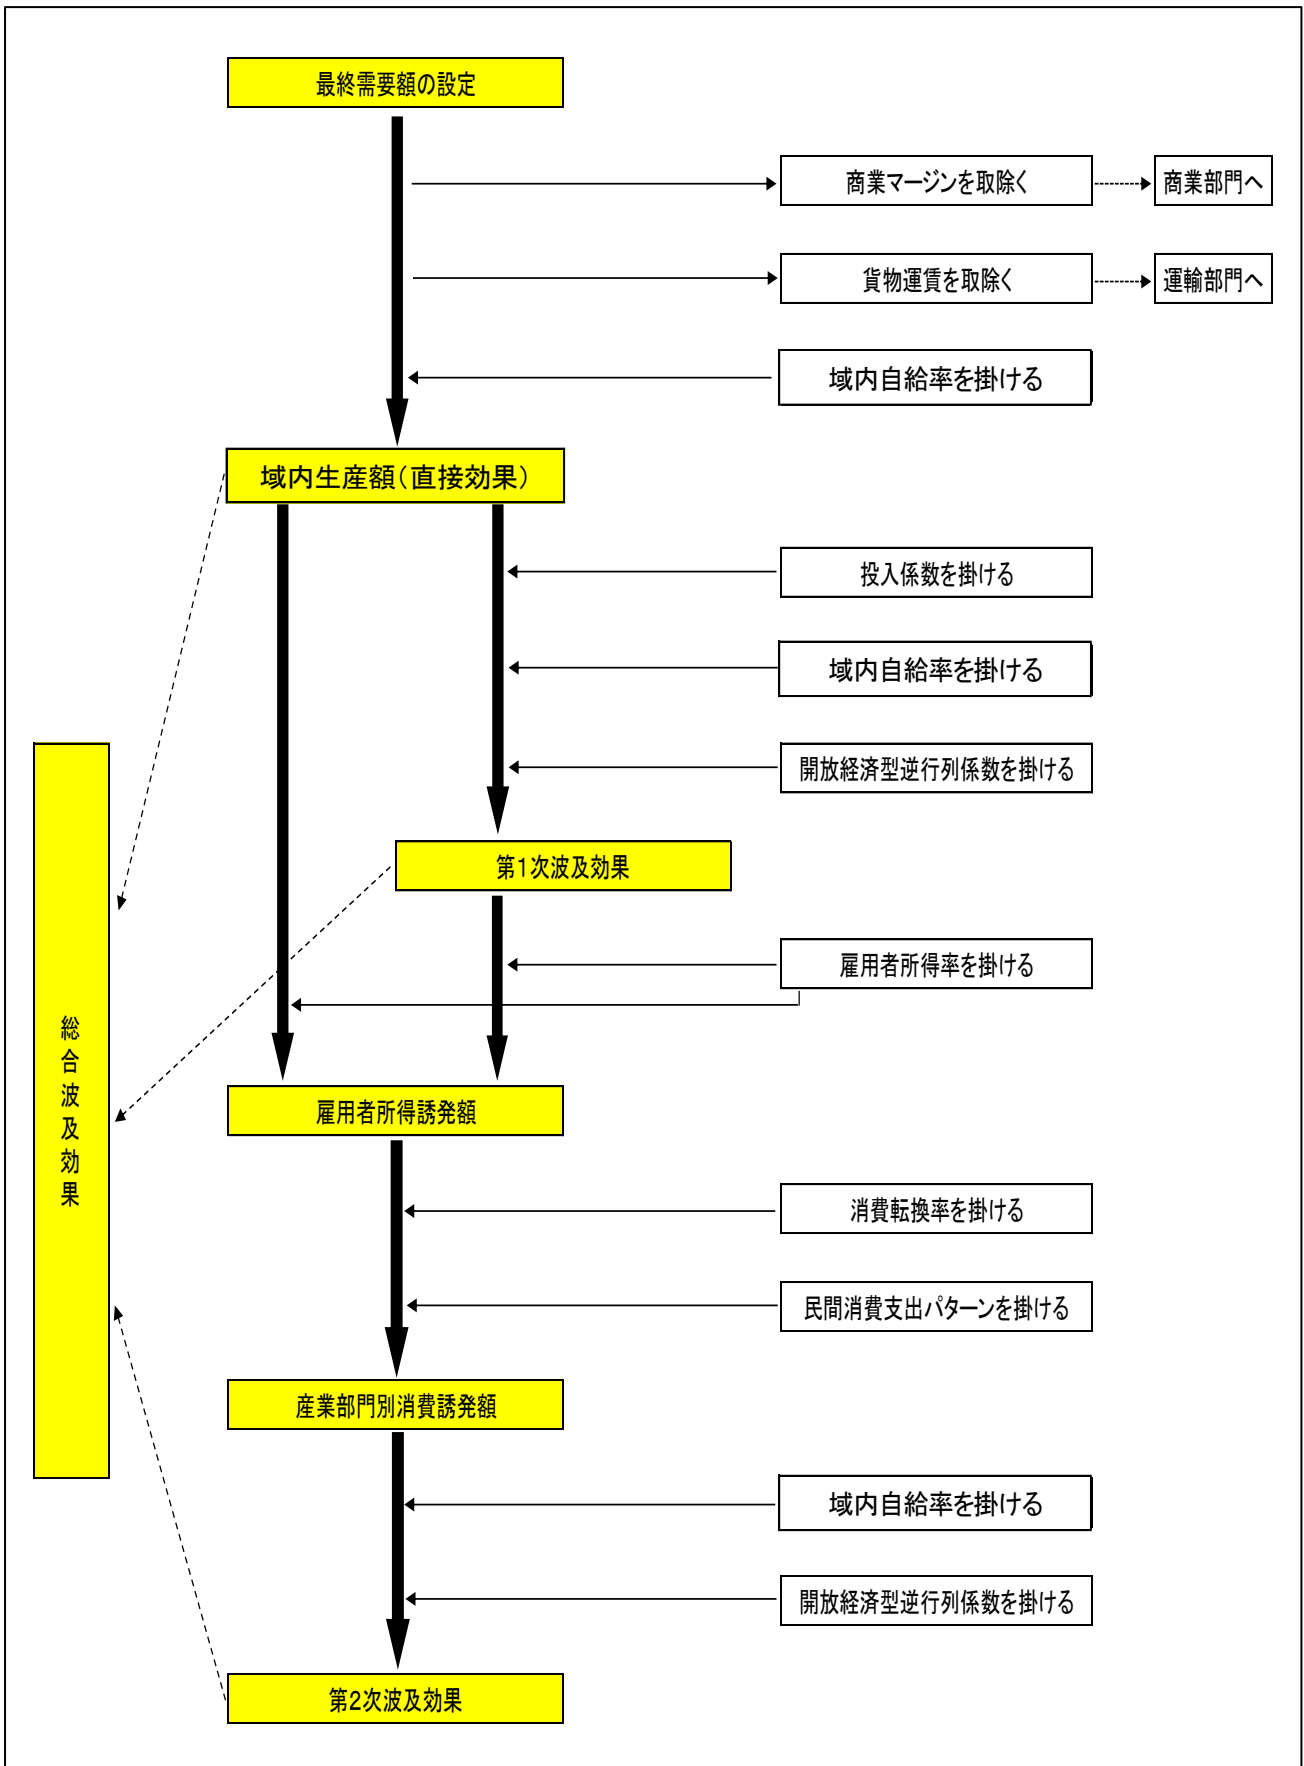 最終需要額の設定
商業マージンを取除く
商業部門へ
貨物運賃を取除く
運輸部門へ
域内自給率を掛ける
域内生産額(直接効果)
投入係数を掛ける
域内自給率を掛ける
開放経済型逆行列係数を掛ける
第1次波及効果
雇用者所得率を掛ける
総合波及効果
雇用者所得誘発額
消費転換率を掛ける
民間消費支出パターンを掛ける
産業部門別消費誘発額
域内自給率を掛ける
開放経済型逆行列係数を掛ける
第2次波及効果